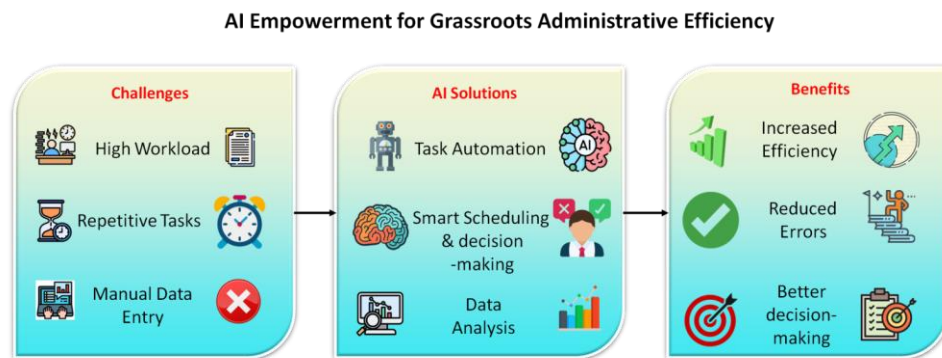 AI Empowerment for Grassroots Administrative Efficiency
Challenges
High Workload
Repetitive Tasks
Manual Data
Entry
AI Solutions
Task Automation
AI
Smart Scheduling
& decision
-making
Data
Analysis
Benefits
Increased
Efficiency
Reduced
Errors
Better
decision-
making